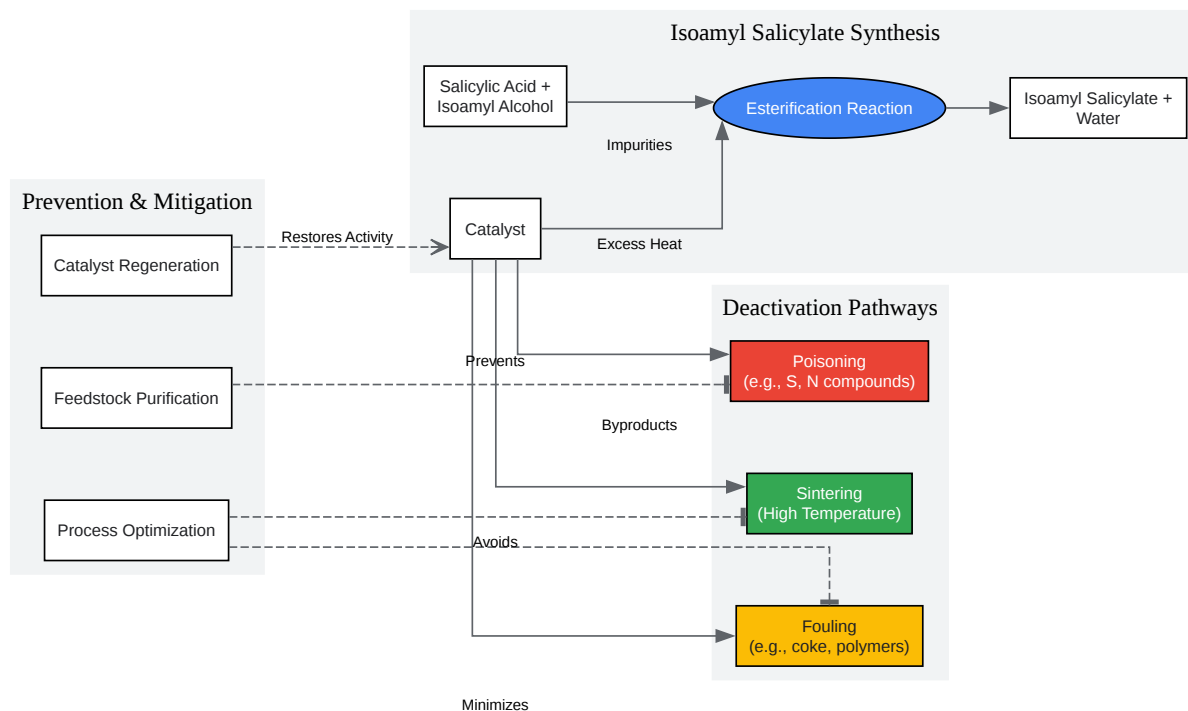 Isoamyl Salicylate Synthesis
Salicylic Acid +
Isoamyl Alcohol
Esterification Reaction
Isoamyl Salicylate +
Water
Impurities
Prevention & Mitigation
Catalyst
Restores Activity
Excess Heat
Catalyst Regeneration
Deactivation Pathways
Prevents
Poisoning
(e.g., S, N compounds)
Feedstock Purification
Byproducts
Sintering
(High Temperature)
Process Optimization
Avoids
Fouling
(e.g., coke, polymers)
Minimizes